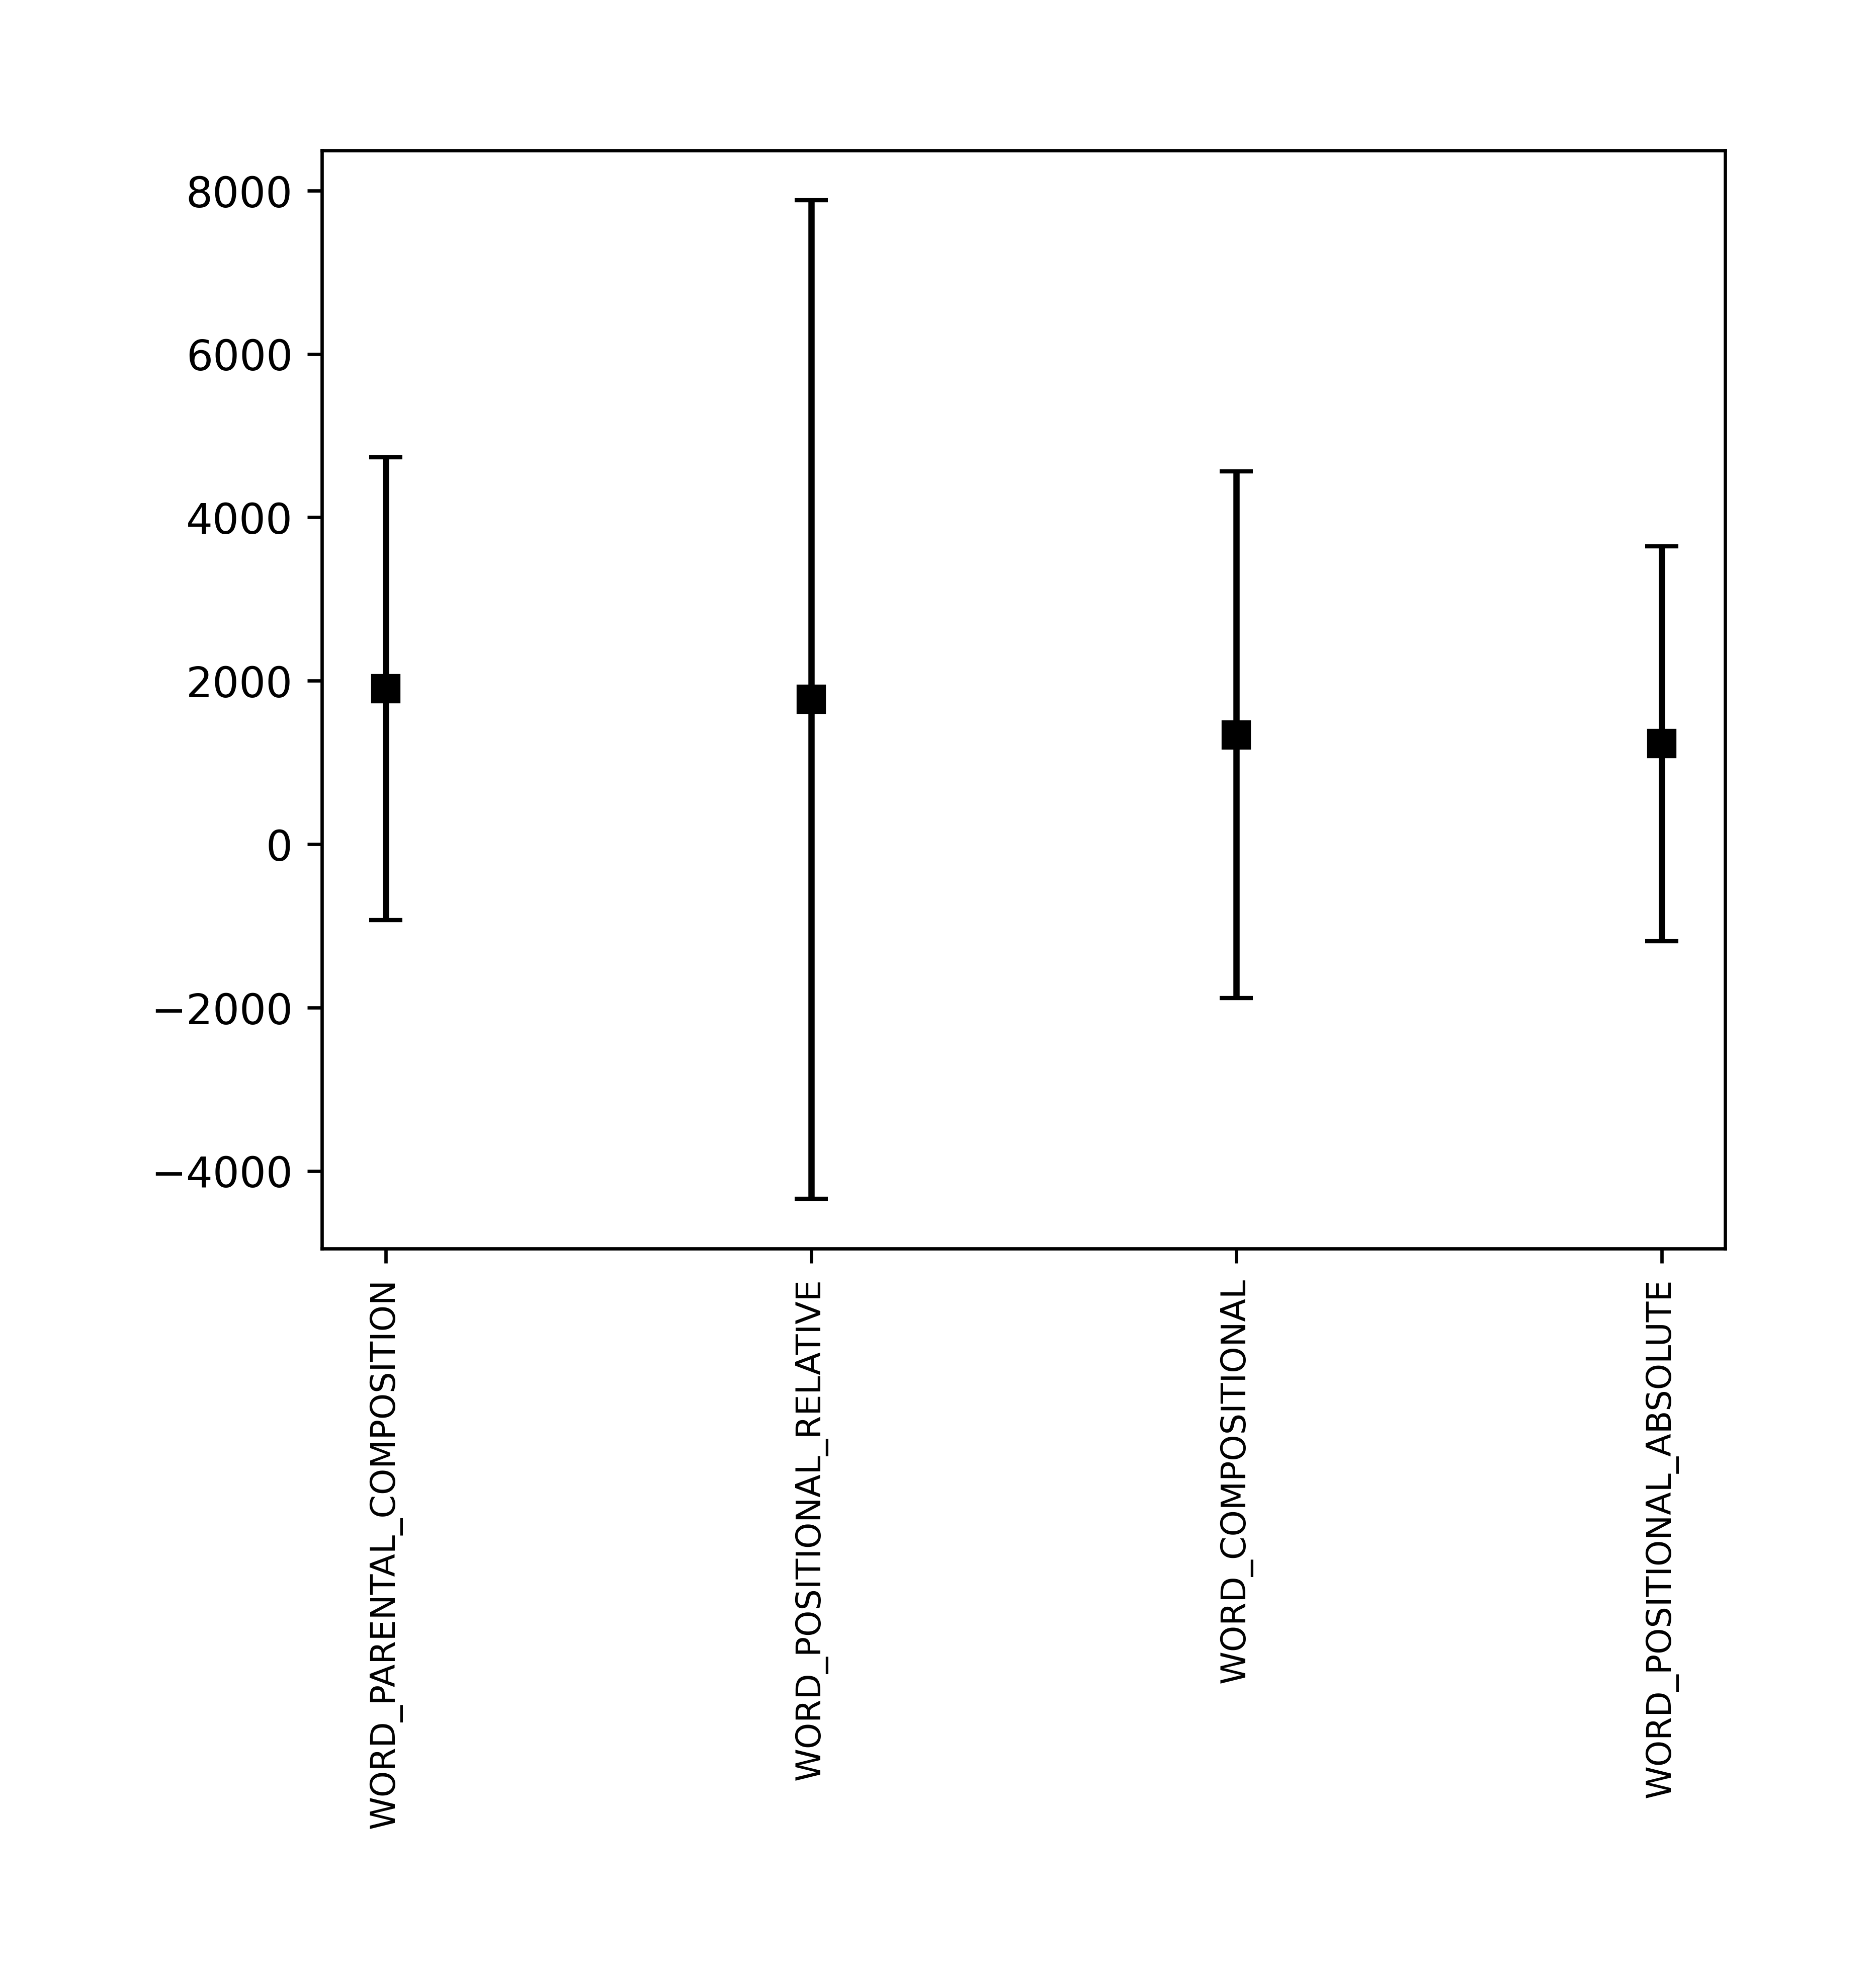 8000
6000
4000
2000
0
−2000
−4000
WORD_PARENTAL_COMPOSITION
WORD_POSITIONAL_RELATIVE
WORD_COMPOSITIONAL
WORD_POSITIONAL_ABSOLUTE